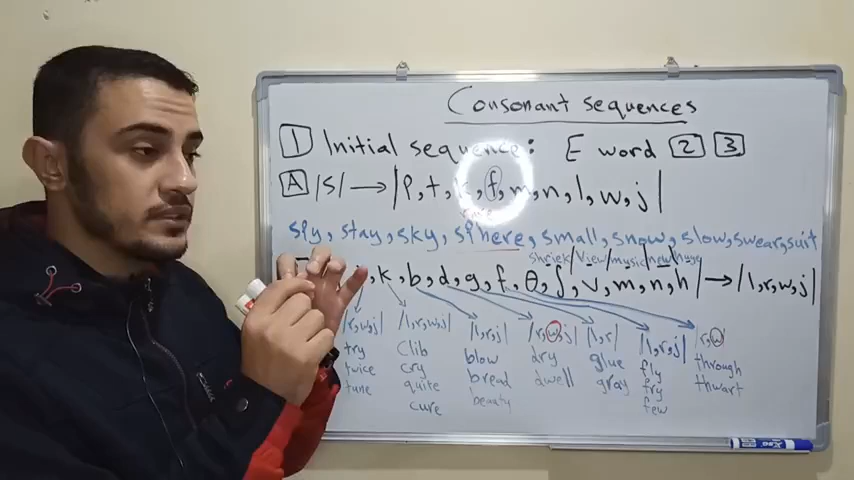 Consonant sequences
1 Initial sequence: E word 2 3
A /S/ → /p, t, k, f, m, n, l, w, j/
spy, stay, sky, sphere, small, snow, slow, swear, suit
shriek/view/music/new/huge
, k, b, d, g, f, θ, ʃ, v, m, n, h/ → /l, r, w, j/
/r, w, j/ /l, r, w, j/ /l, r, j/ /r, w, j/ /l, r/ /l, r, j/ r, w
try Clib blow dry glue fly through
twice cry bread dwell gray fry thwart
tune quite beauty few
cure